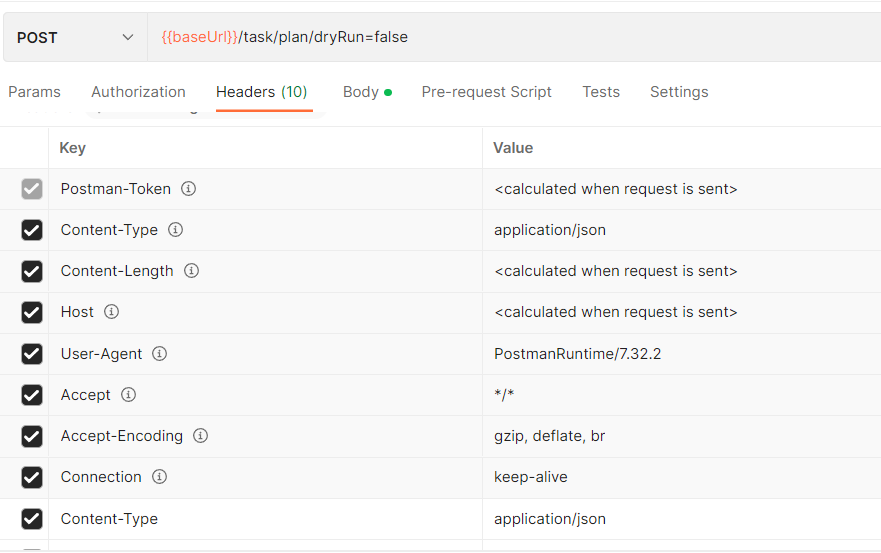 POST {{baseUrl}}/task/plan/dryRun=false
Params Authorization Headers (10) Body Pre-request Script Tests Settings
Key Value
Postman-Token <calculated when request is sent>
Content-Type application/json
Content-Length <calculated when request is sent>
Host <calculated when request is sent>
User-Agent PostmanRuntime/7.32.2
Accept */*
Accept-Encoding gzip, deflate, br
Connection keep-alive
Content-Type application/json